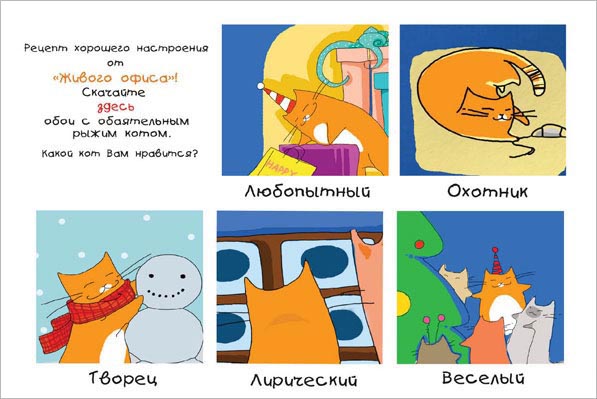 Рецепт хорошего настроения
от
«Живого офиса»!
Скачайте
здесь
обои с обаятельным
рыжим котом.
Какой кот Вам нравится?
HAPPY
Любопытный
Охотник
Творец
Лирический
Веселый